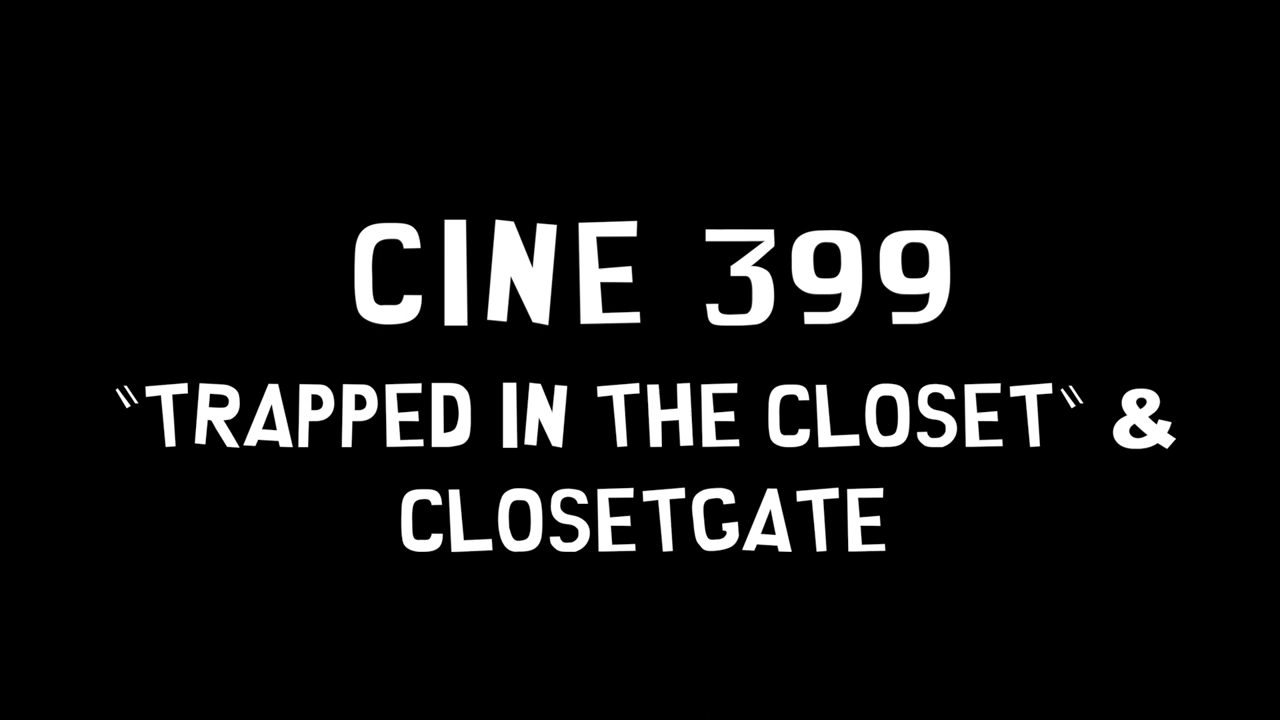 CINE 399
"TRAPPED IN THE CLOSET" &
CLOSETGATE